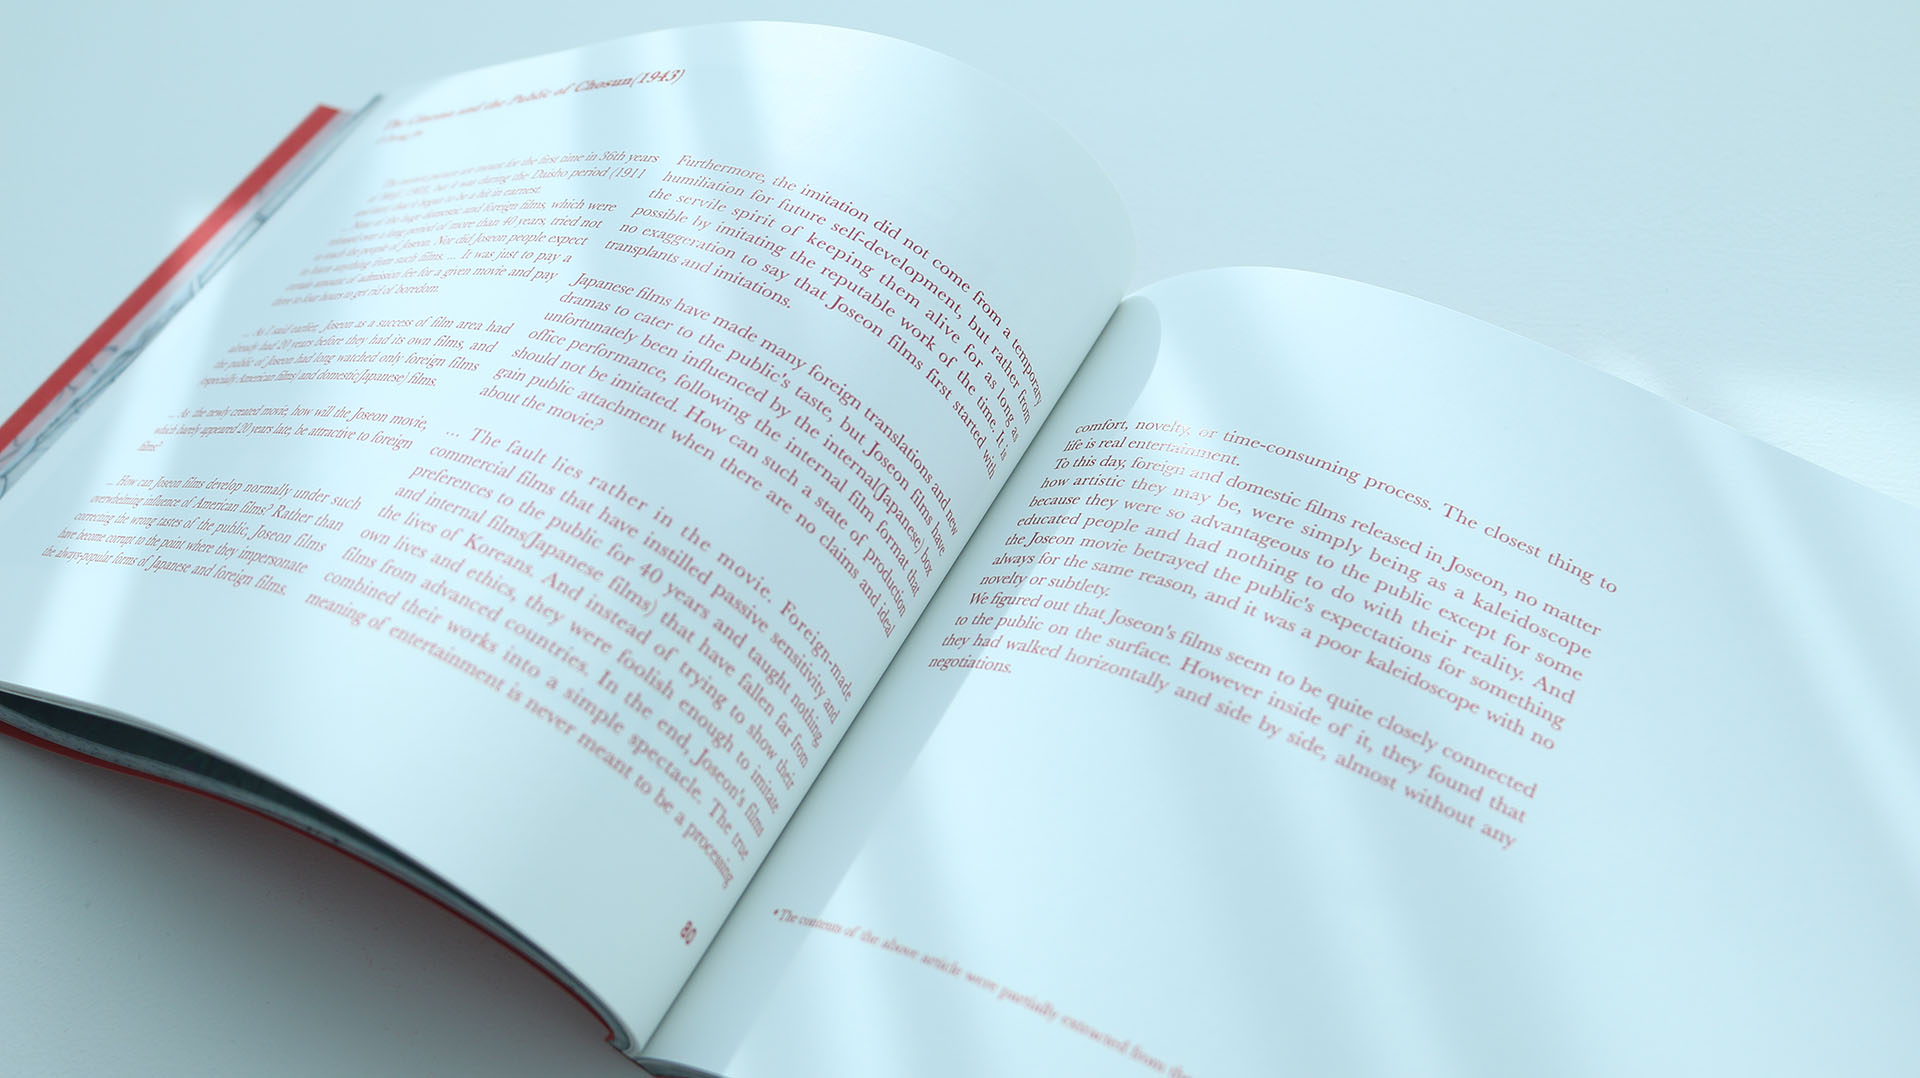 The Cinema and the Public of Chosun(1943)
The motion picture are meant for the first time in 36th years
of Meiji (1903), but it was during the Daisho period (1911
and later) that it began to be a hit in earnest.
... None of the huge domestic and foreign films, which were
released over a long period of more than 40 years, tried not
to teach the people of Joseon. Nor did Joseon people expect
to learn anything from such films. ... It was just to pay a
certain amount of admission fee for a given movie and pay
three to four hours to get rid of boredom.
... As I said earlier, Joseon as a success of film area had
already had 20 years before they had its own films, and
the public of Joseon had long watched only foreign films
(especially American films) and domestic(Japanese) films.
... As the newly created movie, how will the Joseon movie,
which barely appeared 20 years late, be attractive to foreign
films?
... How can Joseon films develop normally under such
overwhelming influence of American films? Rather than
correcting the wrong tastes of the public, Joseon films
have become corrupt to the point where they impersonate
the always-popular forms of Japanese and foreign films.
Furthermore, the imitation did not come from a temporary
humiliation for future self-development, but rather from
the servile spirit of keeping them alive for as long as
possible by imitating the reputable work of the time. It is
no exaggeration to say that Joseon films first started with
transplants and imitations.
Japanese films have made many foreign translations and new
dramas to cater to the public's taste, but Joseon films have
unfortunately been influenced by the internal(Japanese) box
office performance, following the internal film format that
should not be imitated. How can such a state of production
gain public attachment when there are no claims and ideal
about the movie?
... The fault lies rather in the movie. Foreign-made
commercial films that have instilled passive sensitivity and
preferences to the public for 40 years and taught nothing
and internal films(Japanese films) that have fallen far from
the lives of Koreans. And instead of trying to show their
own lives and ethics, they were foolish enough to imitate
films from advanced countries. In the end, Joseon's films
combined their works into a simple spectacle. The true
meaning of entertainment is never meant to be a processing
80
comfort, novelty, or time-consuming process. The closest thing to
life is real entertainment.
To this day, foreign and domestic films released in Joseon, no matter
how artistic they may be, were simply being as a kaleidoscope
because they were so advantageous to the public except for some
educated people and had nothing to do with their reality. And
the Joseon movie betrayed the public's expectations for something
always for the same reason, and it was a poor kaleidoscope with no
novelty or subtlety.
We figured out that Joseon's films seem to be quite closely connected
to the public on the surface. However inside of it, they found that
they had walked horizontally and side by side, almost without any
negotiations.
*The contents of the above article were partially extracted from the